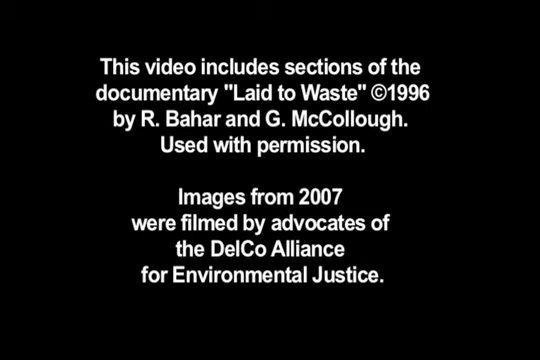 This video includes sections of the
documentary "Laid to Waste" ©1996
by R. Bahar and G. McCollough.
Used with permission.
Images from 2007
were filmed by advocates of
the DelCo Alliance
for Environmental Justice.